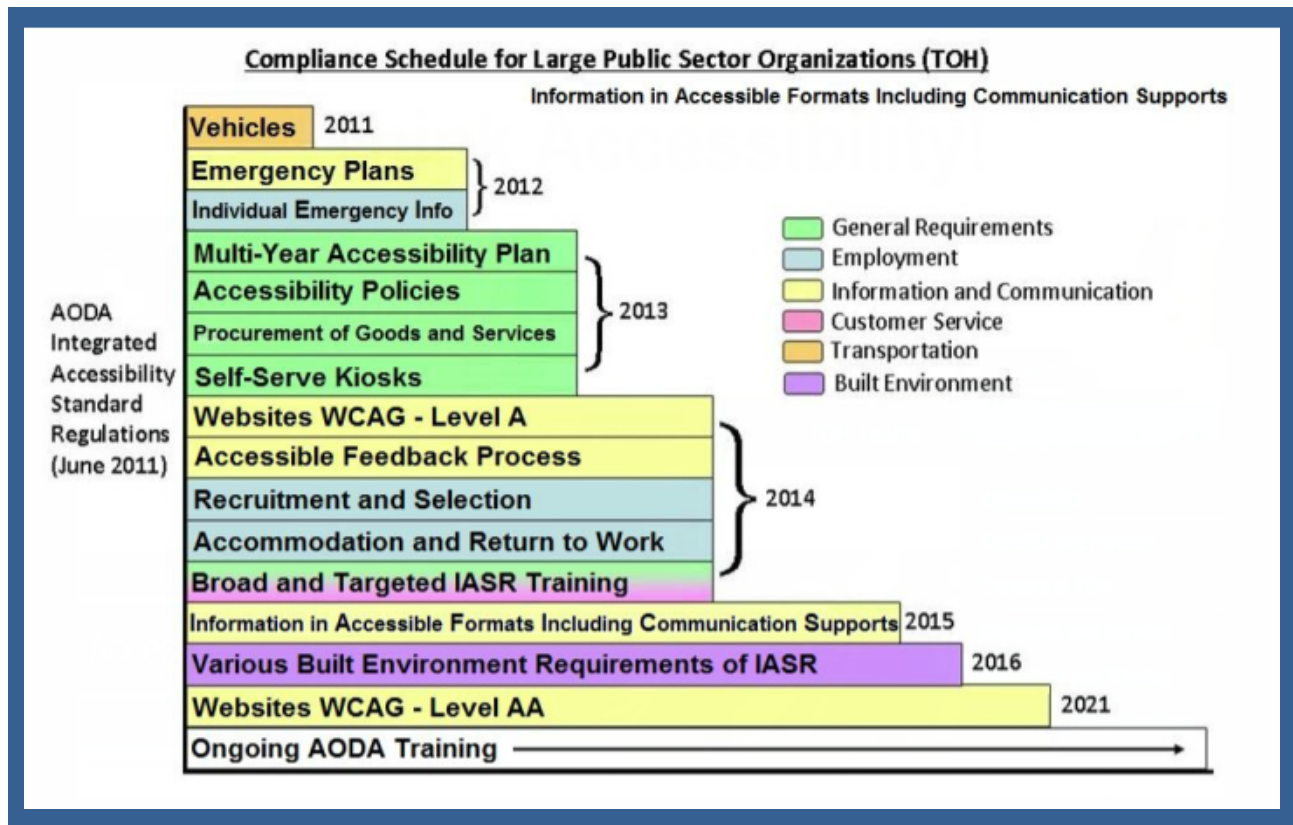 Compliance Schedule for Large Public Sector Organizations (TOH)
Information in Accessible Formats Including Communication Supports
Vehicles 2011
Emergency Plans
Individual Emergency Info
2012
Multi-Year Accessibility Plan
Accessibility Policies
Procurement of Goods and Services
Self-Serve Kiosks
2013
Websites WCAG - Level A
Accessible Feedback Process
Recruitment and Selection
Accommodation and Return to Work
Broad and Targeted IASR Training
2014
Information in Accessible Formats Including Communication Supports 2015
Various Built Environment Requirements of IASR 2016
Websites WCAG - Level AA 2021
Ongoing AODA Training
AODA
Integrated
Accessibility
Standard
Regulations
(June 2011)
General Requirements
Employment
Information and Communication
Customer Service
Transportation
Built Environment